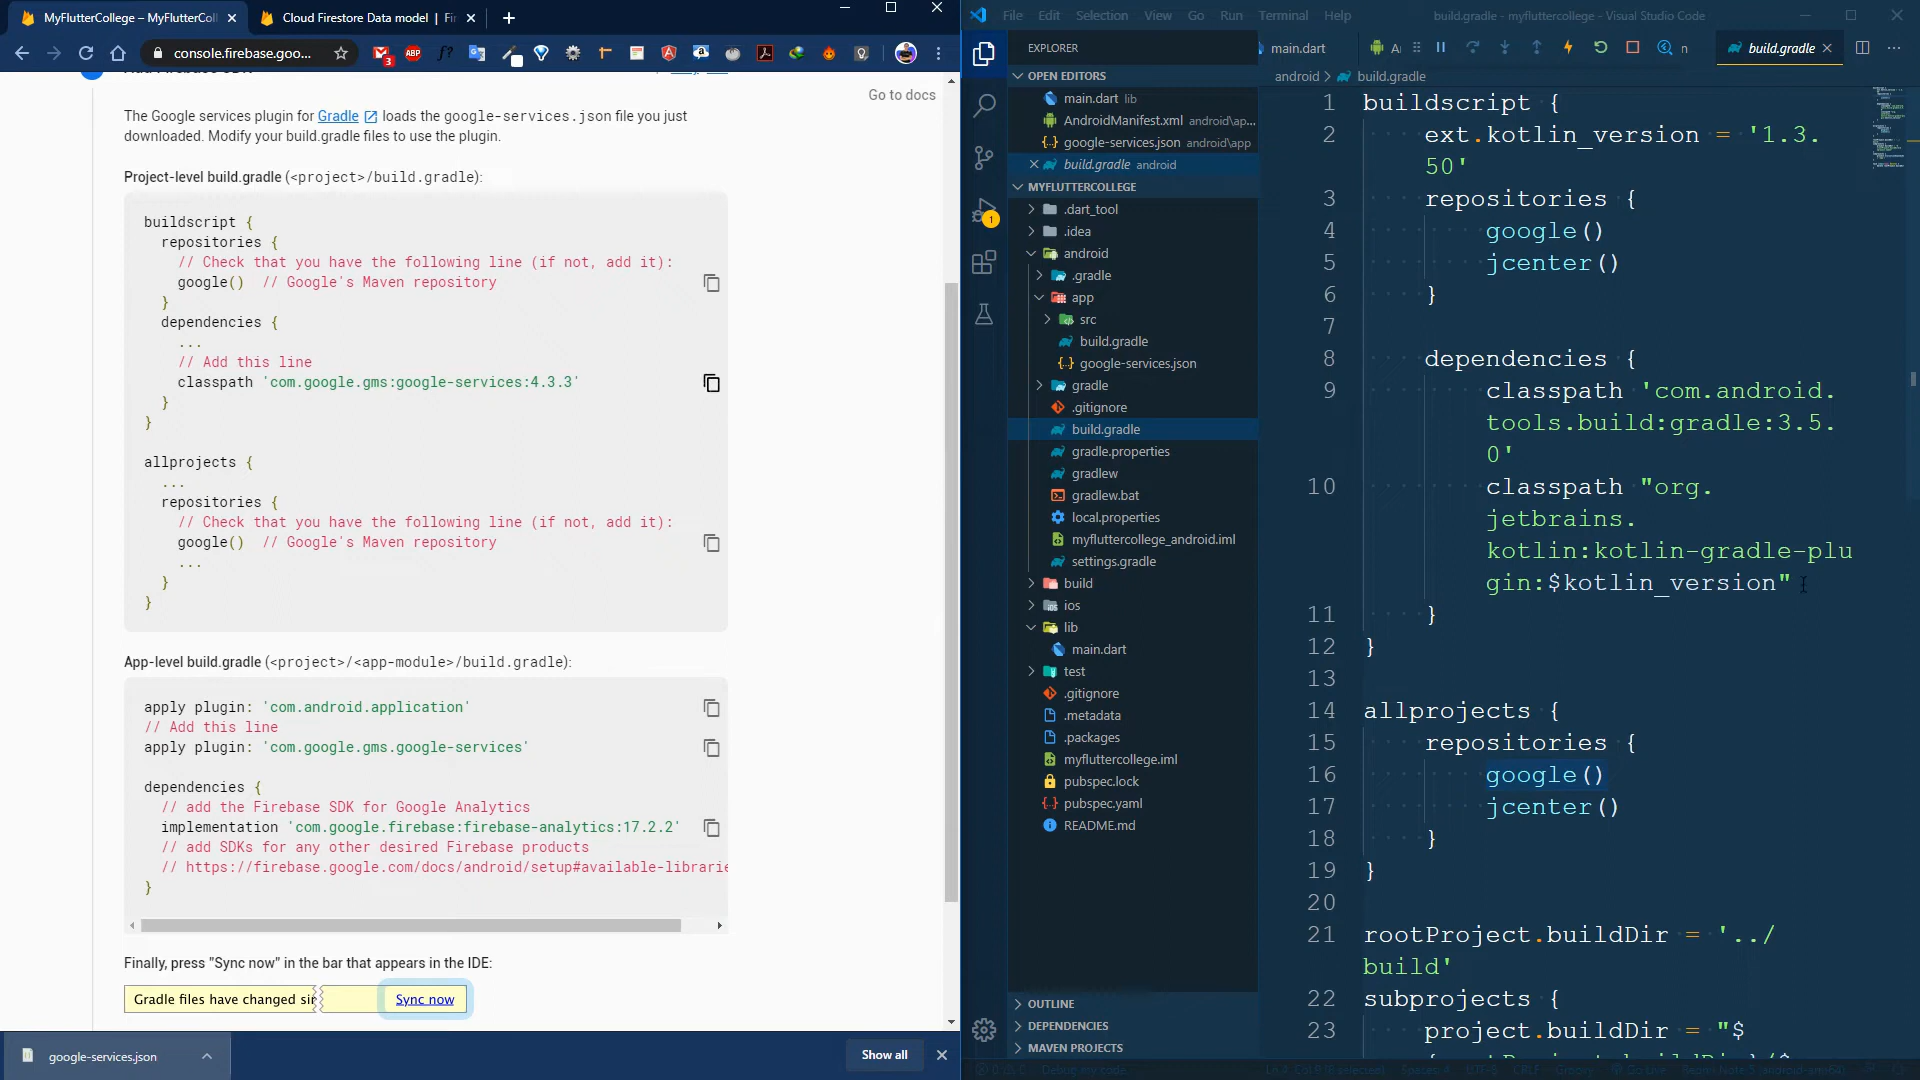 MyFlutterCollege – MyFlutterColl
Cloud Firestore Data model | Fir
console.firebase.goo...
Go to docs
The Google services plugin for Gradle loads the google-services.json file you just
downloaded. Modify your build.gradle files to use the plugin.
Project-level build.gradle (<project>/build.gradle):
buildscript {
repositories {
// Check that you have the following line (if not, add it):
google() // Google's Maven repository
}
dependencies {
...
// Add this line
classpath 'com.google.gms:google-services:4.3.3'
}
}
allprojects {
...
repositories {
// Check that you have the following line (if not, add it):
google() // Google's Maven repository
...
}
}
App-level build.gradle (<project>/<app-module>/build.gradle):
apply plugin: 'com.android.application'
// Add this line
apply plugin: 'com.google.gms.google-services'
dependencies {
// add the Firebase SDK for Google Analytics
implementation 'com.google.firebase:firebase-analytics:17.2.2'
// add SDKs for any other desired Firebase products
// https://firebase.google.com/docs/android/setup#available-librarie
}
Finally, press "Sync now" in the bar that appears in the IDE:
Gradle files have changed sin
Sync now
google-services.json
Show all
File Edit Selection View Go Run Terminal Help
build.gradle - myfluttercollege - Visual Studio Code
EXPLORER
main.dart
build.gradle
OPEN EDITORS
main.dart lib
AndroidManifest.xml android\ap...
google-services.json android\app
build.gradle android
MYFLUTTERCOLLEGE
.dart_tool
.idea
android
.gradle
app
src
build.gradle
google-services.json
gradle
.gitignore
build.gradle
gradle.properties
gradlew
gradlew.bat
local.properties
myfluttercollege_android.iml
settings.gradle
build
ios
lib
main.dart
test
.gitignore
.metadata
.packages
myfluttercollege.iml
pubspec.lock
pubspec.yaml
README.md
OUTLINE
DEPENDENCIES
MAVEN PROJECTS
1
android > build.gradle
1 buildscript {
2 ext.kotlin_version = '1.3.
50'
3 repositories {
4 google()
5 jcenter()
6 }
7
8 dependencies {
9 classpath 'com.android.
tools.build:gradle:3.5.
0'
10 classpath "org.
jetbrains.
kotlin:kotlin-gradle-plu
gin:$kotlin_version"
11 }
12 }
13
14 allprojects {
15 repositories {
16 google()
17 jcenter()
18 }
19 }
20
21 rootProject.buildDir = '../
build'
22 subprojects {
23 project.buildDir = "$